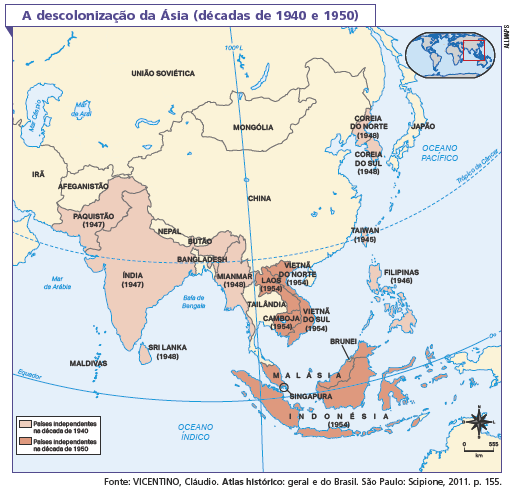 A descolonização da Ásia (décadas de 1940 e 1950)
ALLMAPS
100º L
UNIÃO SOVIÉTICA
Mar
Cáspio
Mar
de Aral
MONGÓLIA
COREIA
DO NORTE
(1948)
JAPÃO
COREIA
DO SUL
(1948)
OCEANO
PACÍFICO
Trópico de Câncer
IRÃ
AFEGANISTÃO
CHINA
PAQUISTÃO
(1947)
NEPAL
BUTÃO
TAIWAN
(1945)
BANGLADESH
ÍNDIA
(1947)
MIANMAR
(1948)
LAOS
(1954)
VIETNÃ
DO NORTE
(1954)
FILIPINAS
(1946)
Mar
da Arábia
Baía de
Bengala
TAILÂNDIA
CAMBOJA
(1954)
VIETNÃ
DO SUL
(1954)
SRI LANKA
(1948)
MALDIVAS
BRUNEI
0º
MALÁSIA
Equador
SINGAPURA
INDONÉSIA
(1954)
OCEANO
ÍNDICO
Países independentes
na década de 1940
Países independentes
na década de 1950
0 555
km
Fonte: VICENTINO, Cláudio. Atlas histórico: geral e do Brasil. São Paulo: Scipione, 2011. p. 155.